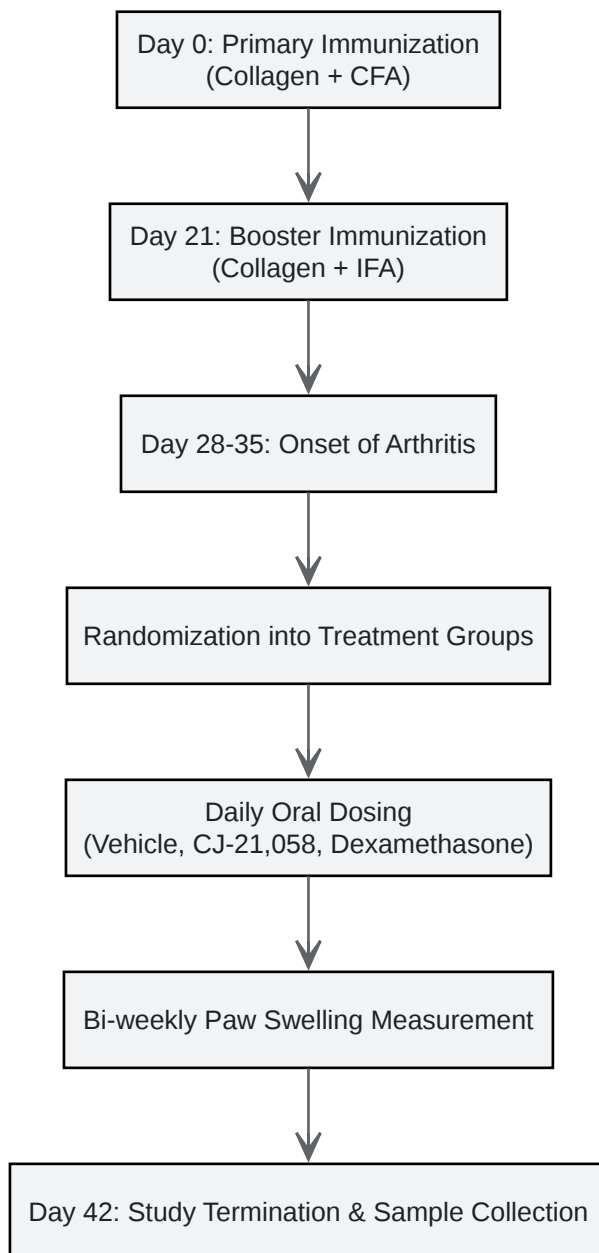 Day 0: Primary Immunization
(Collagen + CFA)
Day 21: Booster Immunization
(Collagen + IFA)
Day 28-35: Onset of Arthritis
Randomization into Treatment Groups
Daily Oral Dosing
(Vehicle, CJ-21,058, Dexamethasone)
Bi-weekly Paw Swelling Measurement
Day 42: Study Termination & Sample Collection